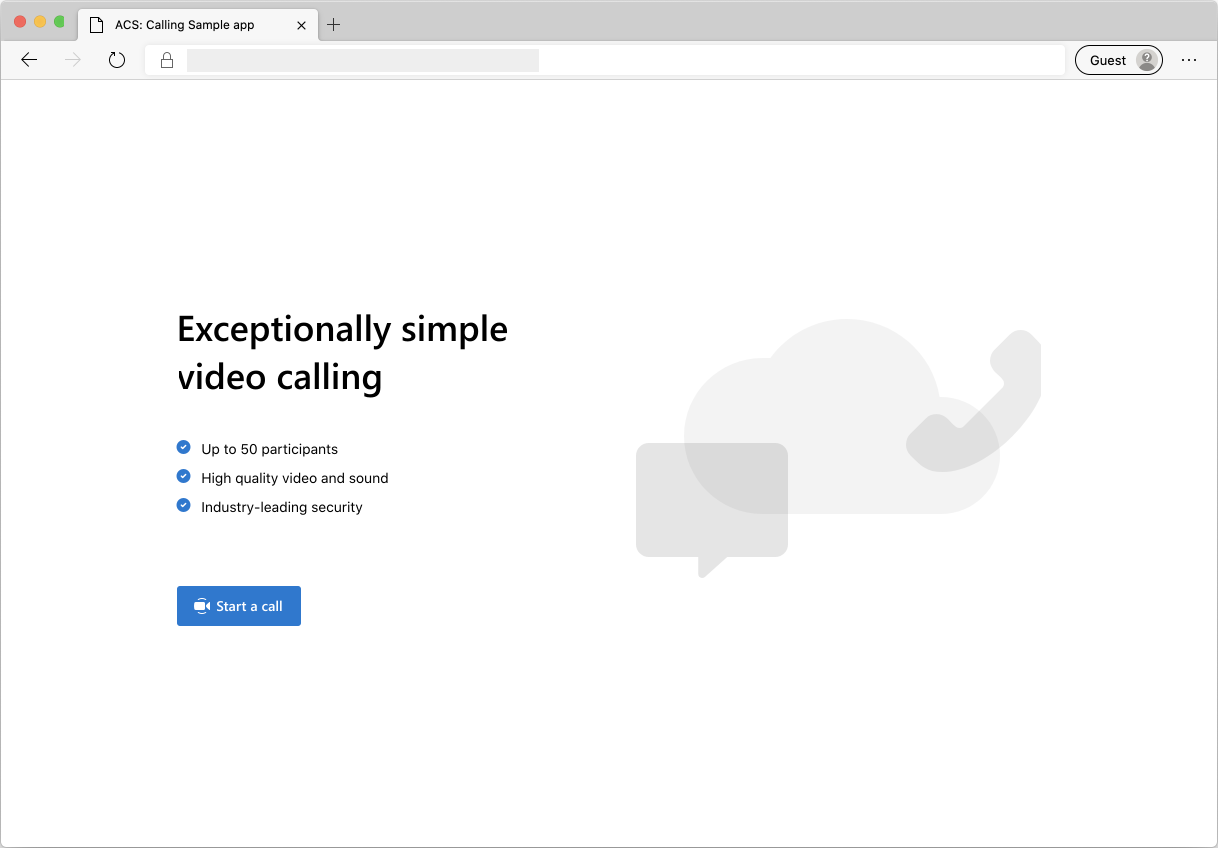 ACS: Calling Sample app
Guest
Exceptionally simple
video calling
Up to 50 participants
High quality video and sound
Industry-leading security
Start a call